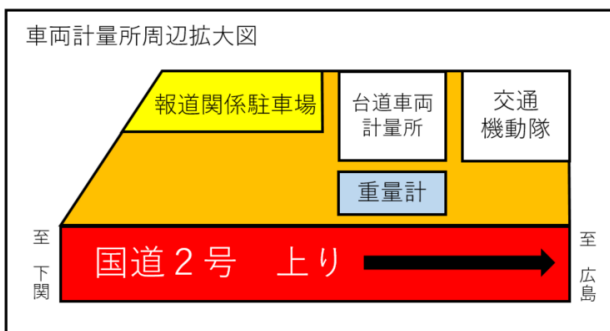 車両計量所周辺拡大図
報道関係駐車場
台道車両
計量所
交通
機動隊
重量計
至 下関
国道２号　上り
至 広島